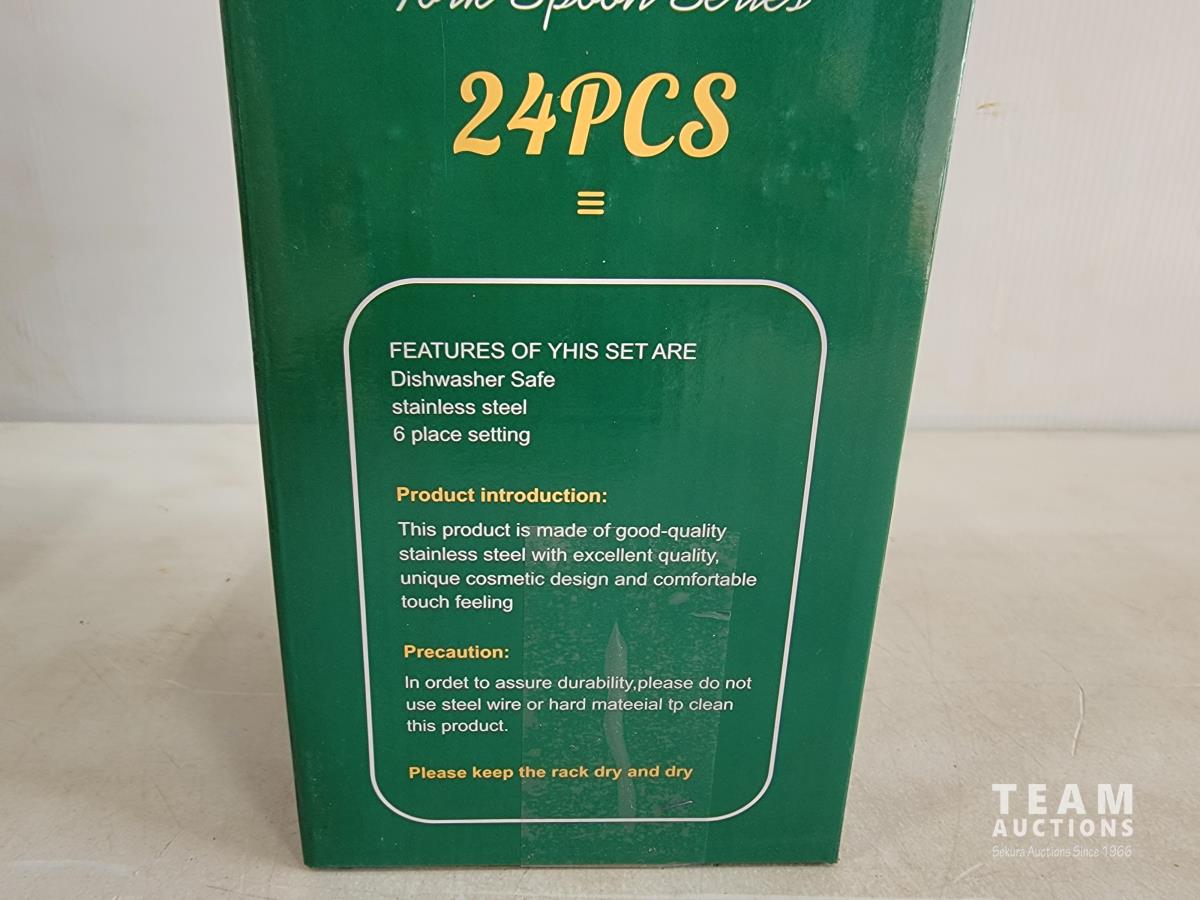 Spoon Series
24PCS
FEATURES OF YHIS SET ARE
Dishwasher Safe
stainless steel
6 place setting
Product introduction:
This product is made of good-quality
stainless steel with excellent quality,
unique cosmetic design and comfortable
touch feeling
Precaution:
In ordet to assure durability,please do not
use steel wire or hard mateeial tp clean
this product.
Please keep the rack dry and dry
TEAM
AUCTIONS
Sekura Auctions Since 1966